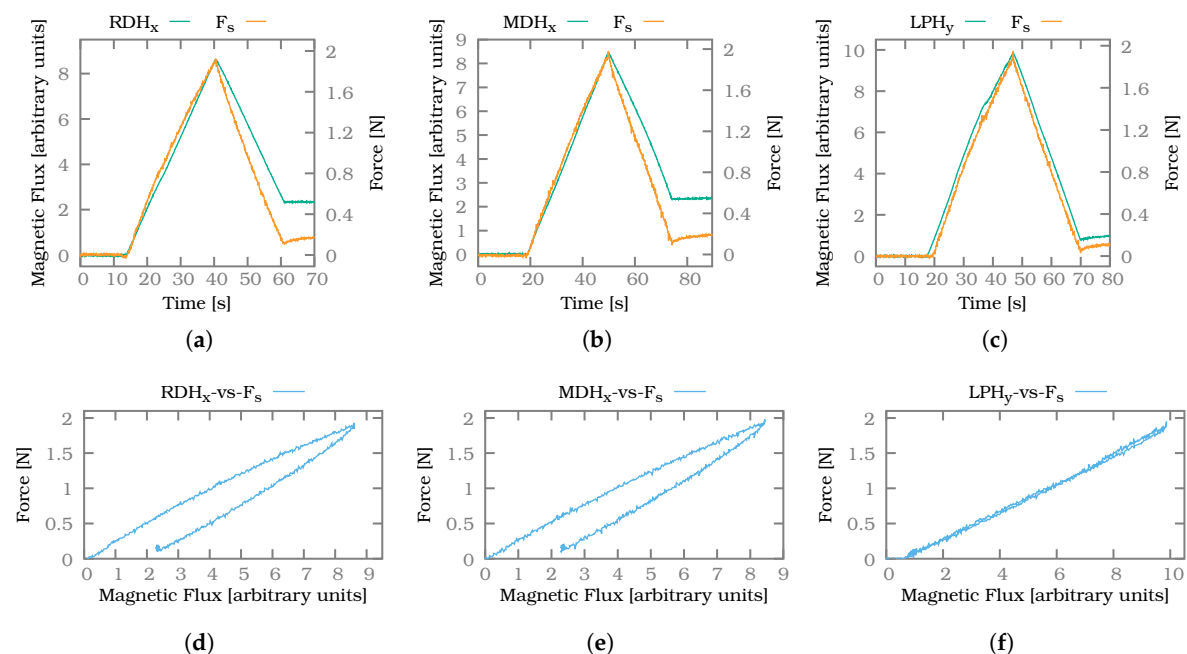 RDHx Fs
Magnetic Flux [arbitrary units]
8
6
4
2
0
2
1.6
1.2
0.8
0.4
0
Force [N]
0 10 20 30 40 50 60 70
Time [s]
(a)
MDHx Fs
Magnetic Flux [arbitrary units]
9
8
7
6
5
4
3
2
1
0
2
1.6
1.2
0.8
0.4
0
Force [N]
0 20 40 60 80
Time [s]
(b)
LPHy Fs
Magnetic Flux [arbitrary units]
10
8
6
4
2
0
2
1.6
1.2
0.8
0.4
0
Force [N]
0 10 20 30 40 50 60 70 80
Time [s]
(c)
RDHx-vs-Fs
Force [N]
2
1.5
1
0.5
0
0 1 2 3 4 5 6 7 8 9
Magnetic Flux [arbitrary units]
(d)
MDHx-vs-Fs
Force [N]
2
1.5
1
0.5
0
0 1 2 3 4 5 6 7 8 9
Magnetic Flux [arbitrary units]
(e)
LPHy-vs-Fs
Force [N]
2
1.5
1
0.5
0
0 2 4 6 8 10
Magnetic Flux [arbitrary units]
(f)